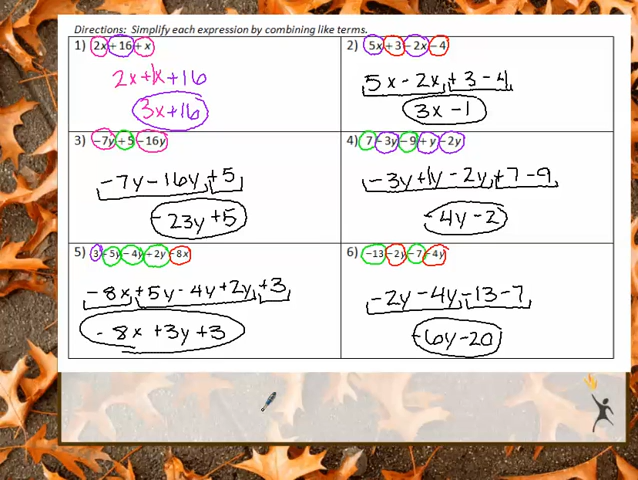 Directions: Simplify each expression by combining like terms.
1) 2x+16+x
2x+1x+16
3x+16
2) 5x+3-2x-4
5x-2x+3-4
3x-1
3) -7y+5-16y
-7y-16y+5
-23y+5
4) 7-3y-9+y-2y
-3y+1y-2y+7-9
-4y-2
5) 3+5y-4y+2y-8x
-8x+5y-4y+2y+3
-8x+3y+3
6) -13-2y-7-4y
-2y-4y-13-7
-6y-20